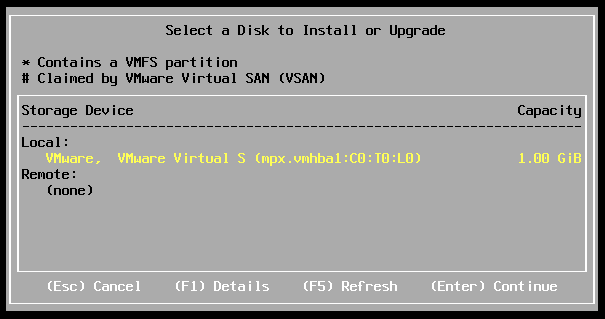 Select a Disk to Install or Upgrade
* Contains a VMFS partition
# Claimed by VMware Virtual SAN (VSAN)
Storage Device Capacity
Local:
VMware, VMware Virtual S (mpx.vmhba1:C0:T0:L0) 1.00 GiB
Remote:
(none)
(Esc) Cancel (F1) Details (F5) Refresh (Enter) Continue